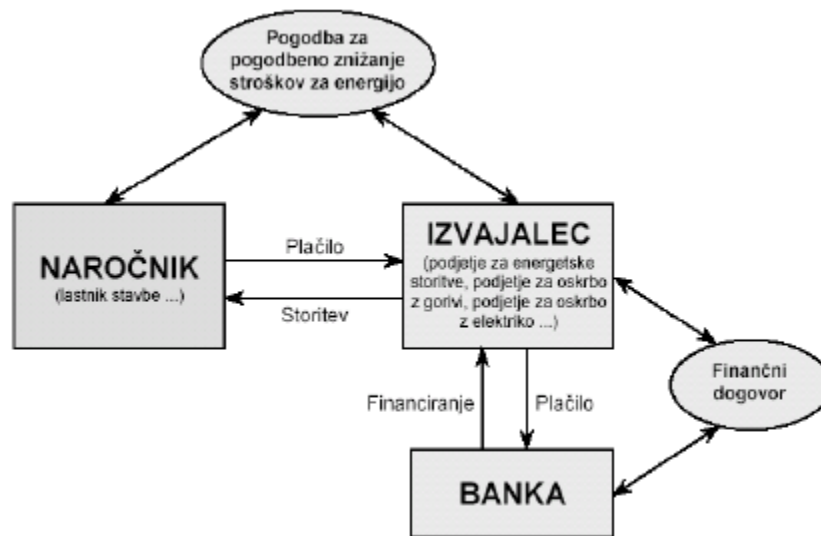 Pogodba za
pogodbeno znižanje
stroškov za energijo
NAROČNIK
(lastnik stavbe ...)
Plačilo
Storitev
IZVAJALEC
(podjetje za energetske
storitve, podjetje za oskrbo
z gorivi, podjetje za oskrbo
z elektriko ...)
Financiranje
Plačilo
Finančni
dogovor
BANKA